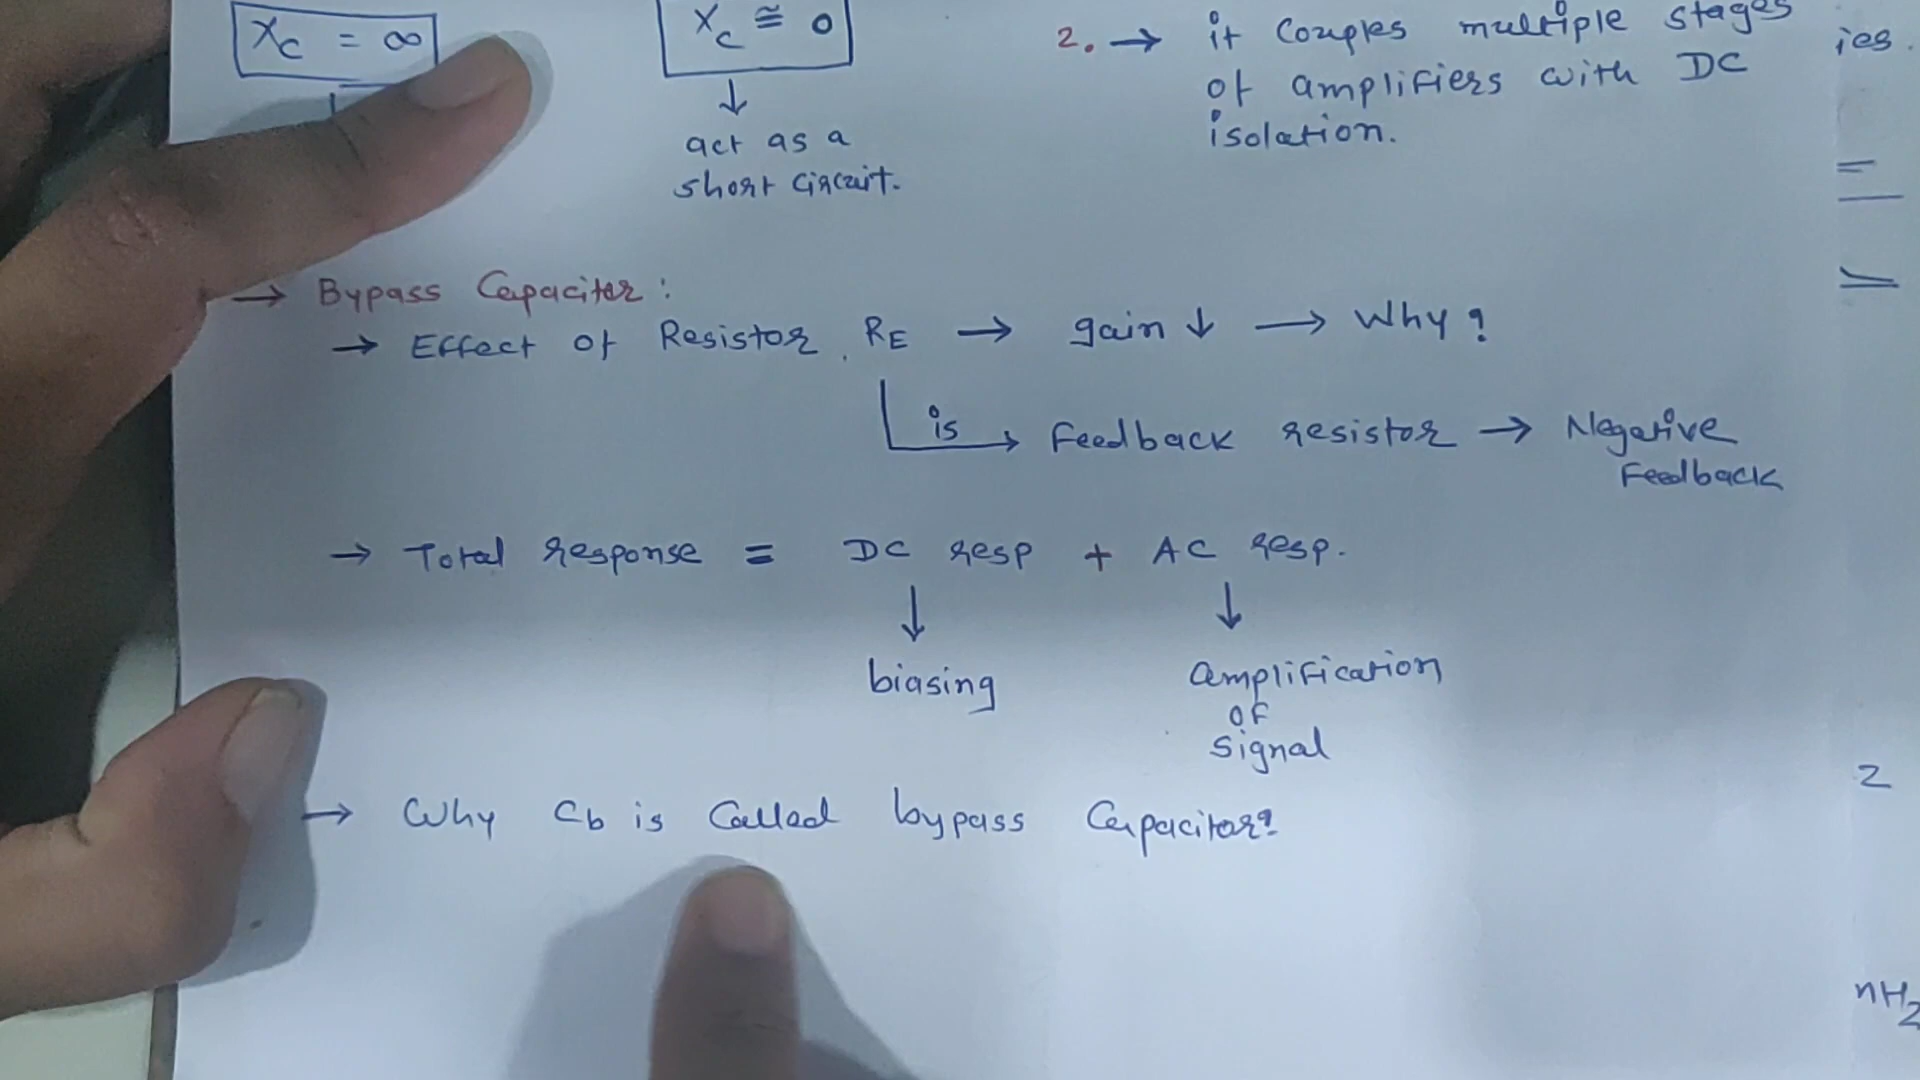 Xc = ∞
Xc ≅ 0
↓
act as a
short circuit.
2. → it couples multiple stages
of amplifiers with DC
isolation.
ies.
→ Bypass Capacitor:
→ Effect of Resistor RE → gain ↓ → Why?
is → Feedback resistor → Negative
Feedback
→ Total response = DC resp + AC resp.
↓ ↓
biasing
amplification
of
signal
→ Why Cb is Called bypass Capacitor?
2
nH2